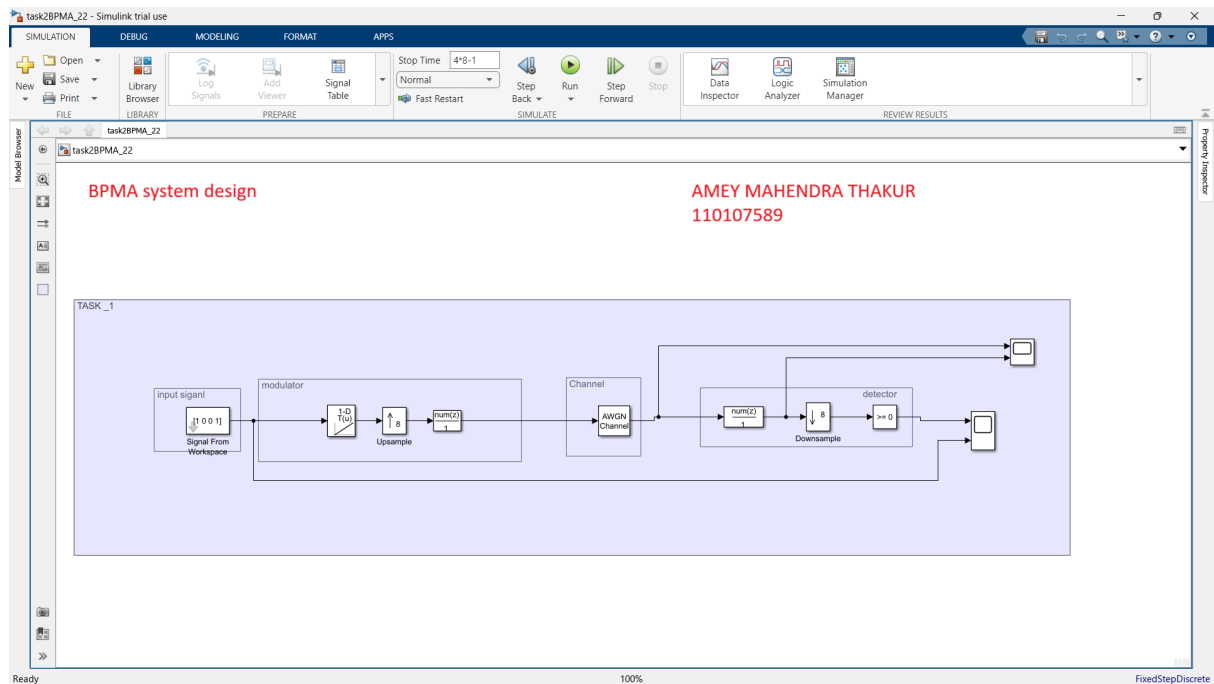 task2BPMA_22 - Simulink trial use
SIMULATION DEBUG MODELING FORMAT APPS
New
Open
Save
Print
FILE
Library Browser
LIBRARY
Log Signals
Add Viewer
Signal Table
PREPARE
Stop Time 4*8-1
Normal
Fast Restart
Step Back
Run
Step Forward
Stop
SIMULATE
Data Inspector
Logic Analyzer
Simulation Manager
REVIEW RESULTS
Model Browser
task2BPMA_22
task2BPMA_22
Property Inspector
BPMA system design
AMEY MAHENDRA THAKUR
110107589
TASK _1
input siganl
[1 0 0 1]
Signal From
Workspace
modulator
1-D
T(u)
8
Upsample
num(z)
1
Channel
AWGN
Channel
detector
num(z)
1
8
Downsample
>= 0
Ready
100%
FixedStepDiscrete